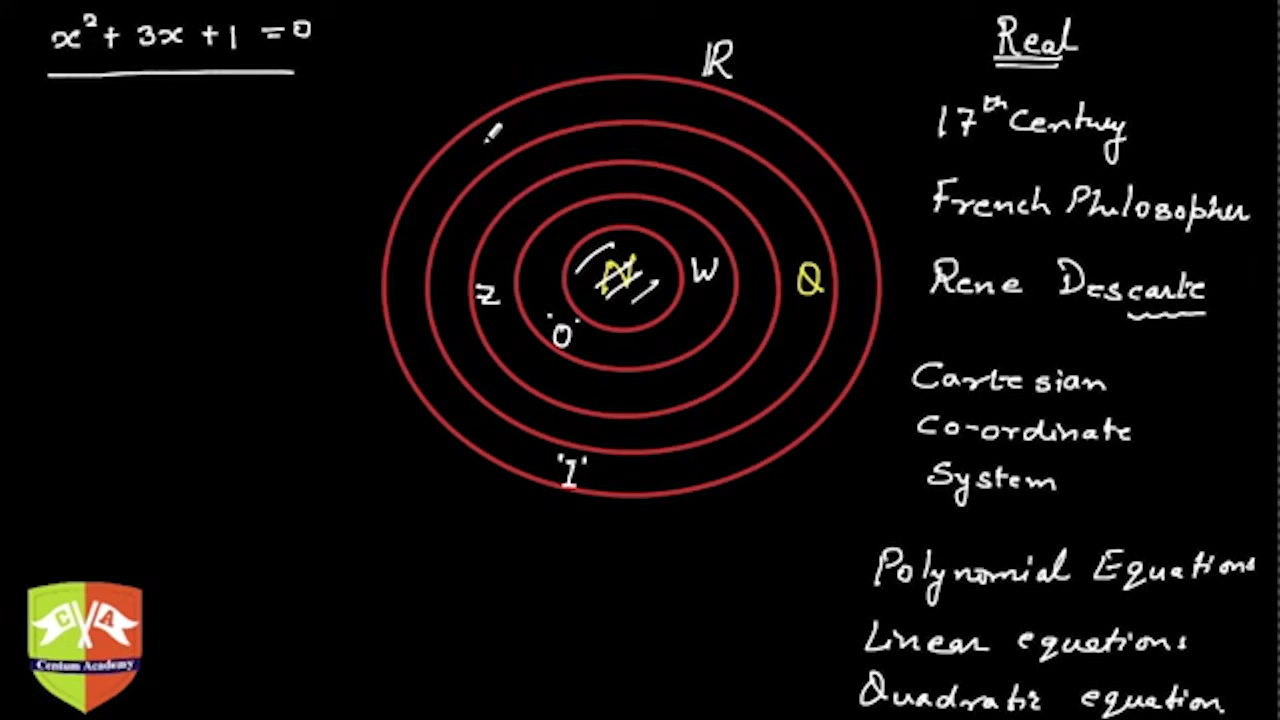 x² + 3x + 1 = 0
R
N
W
Z
'0'
Q
'I'
Real
17th Century
French Philosopher
Rene Descarte
Cartesian
Co-ordinate
System
Polynomial Equations
Linear equations
Quadratic equation
C A
Centum Academy